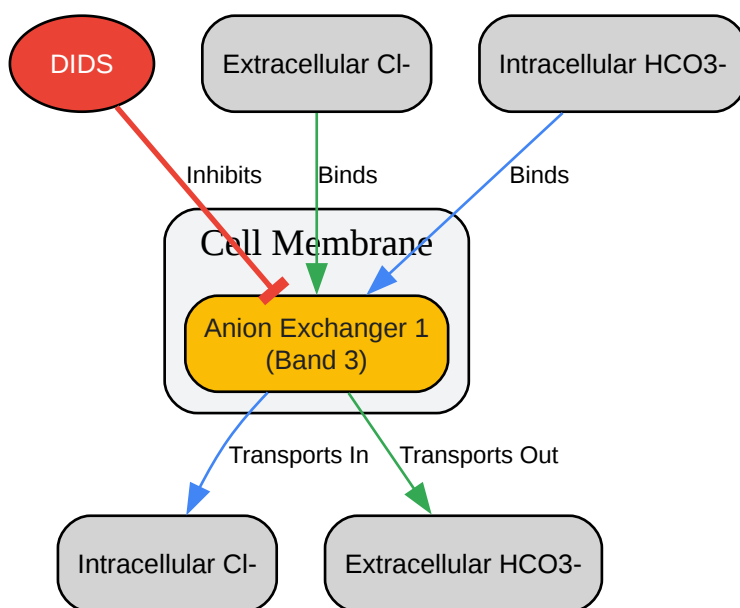 DIDS
Extracellular Cl-
Intracellular HCO3-
Inhibits
Binds
Binds
Cell Membrane
Anion Exchanger 1
(Band 3)
Transports In
Transports Out
Intracellular Cl-
Extracellular HCO3-